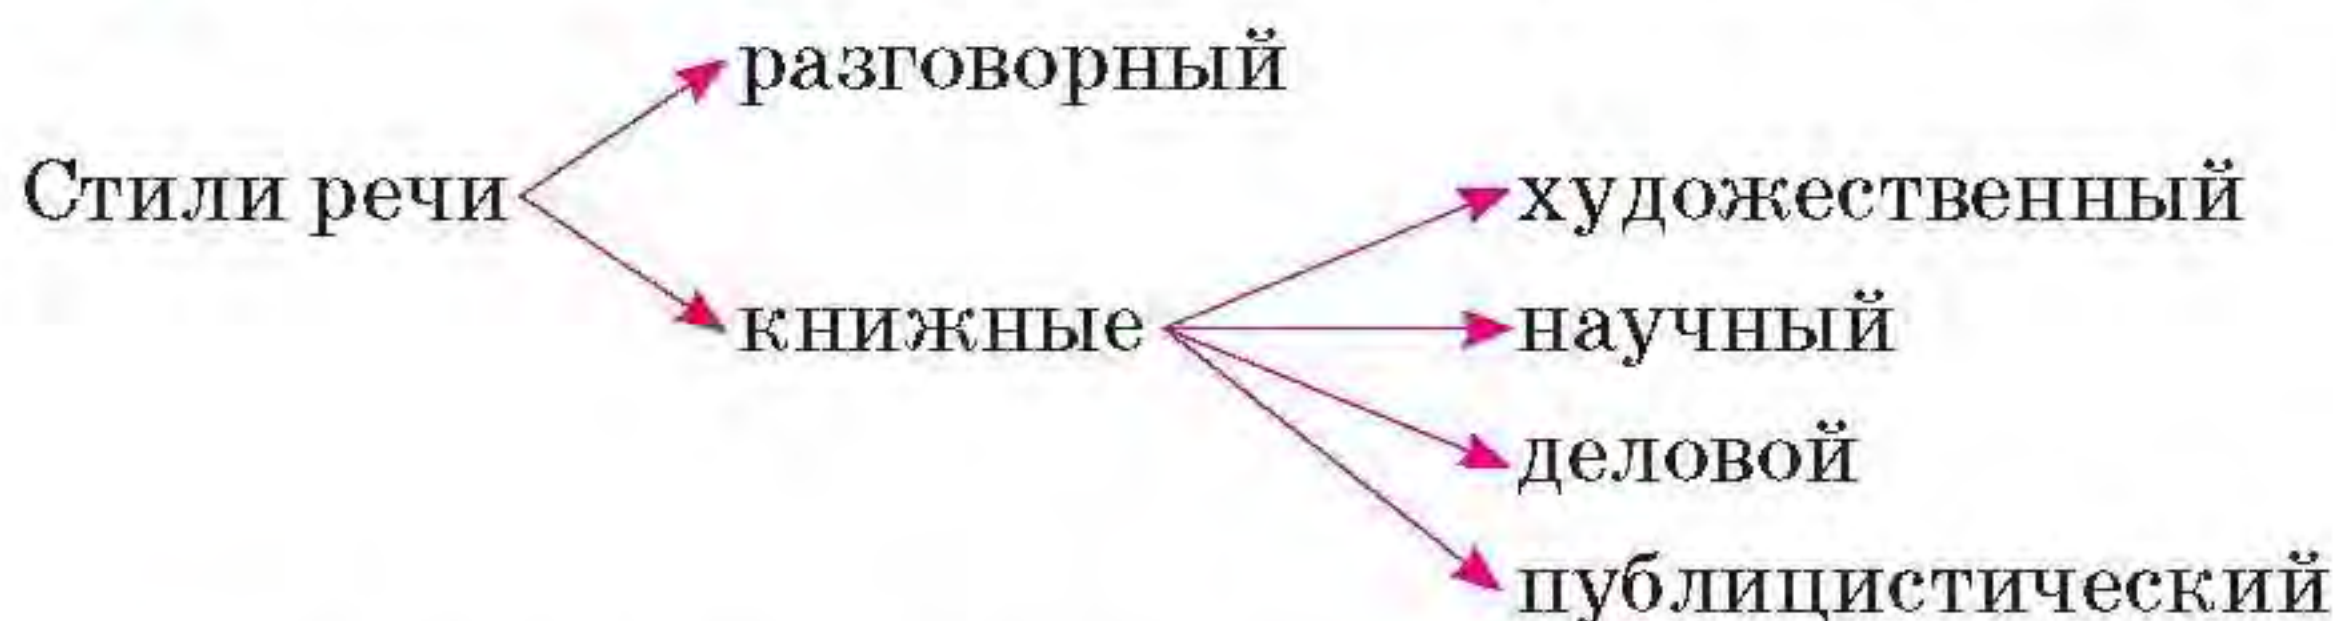 разговорный
Стили речи
художественный
книжные
научный
деловой
публицистический